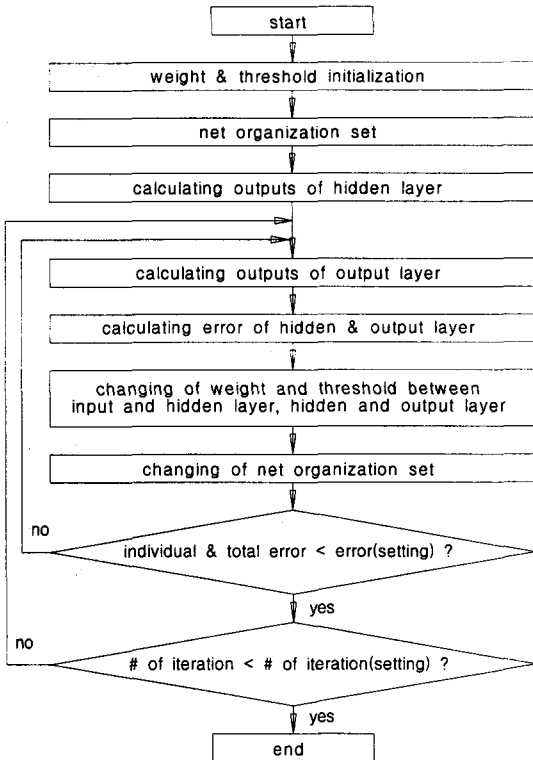 start
weight & threshold initialization
net organization set
calculating outputs of hidden layer
calculating outputs of output layer
calculating error of hidden & output layer
changing of weight and threshold between
input and hidden layer, hidden and output layer
changing of net organization set
no
individual & total error < error(setting) ?
yes
no
# of iteration < # of iteration(setting) ?
yes
end